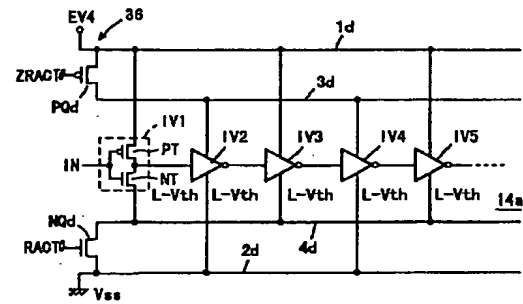 EV4
36
1d
ZRACT
3d
PQd
IV1
PT
IV2
IV3
IV4
IV5
IN
NT
L-Vth
L-Vth
L-Vth
L-Vth
14a
NQd
RACT
4d
2d
Vss